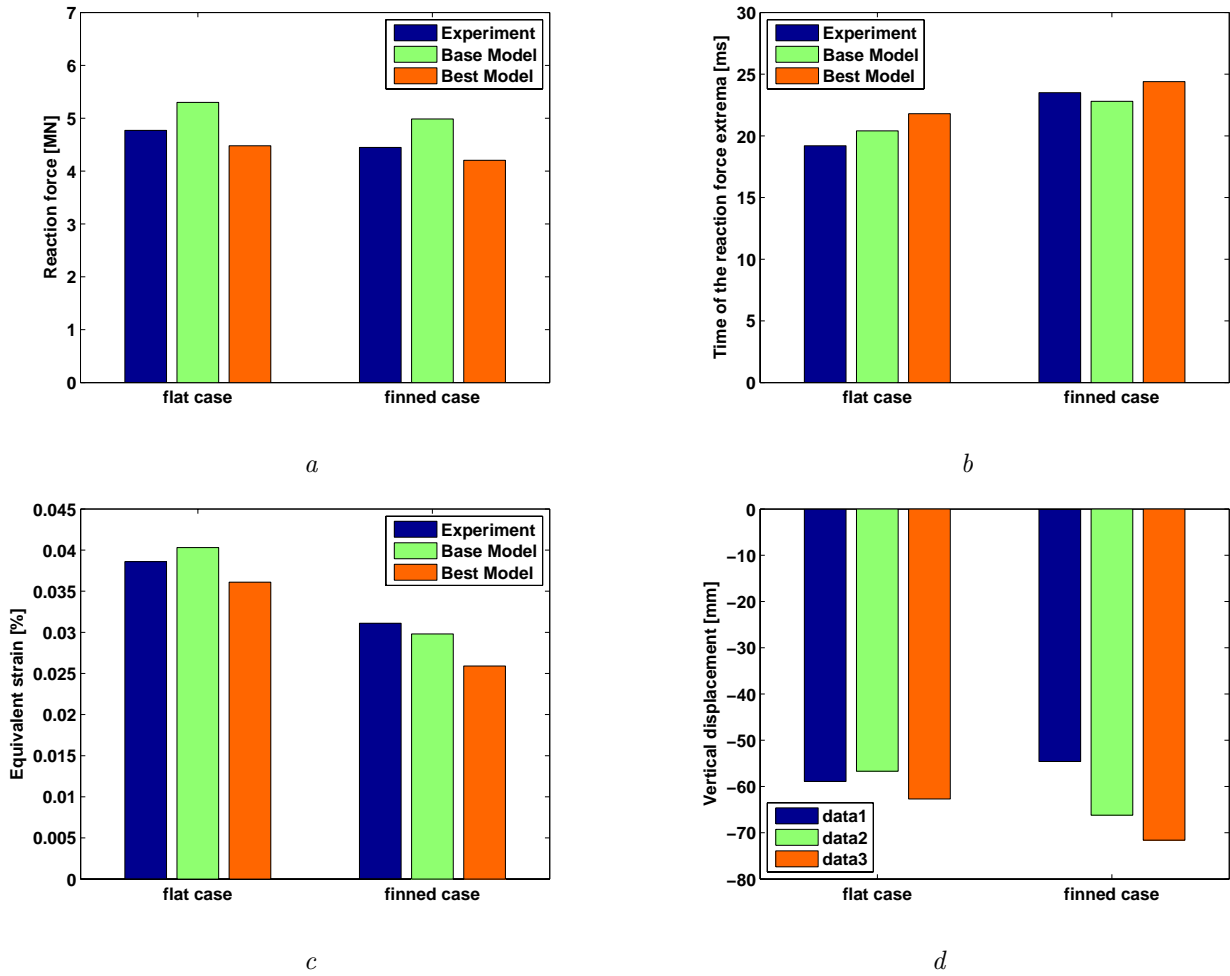 7
6
5
4
3
2
1
0
Reaction force [MN]
Experiment
Base Model
Best Model
flat case
finned case
a
30
25
20
15
10
5
0
Time of the reaction force extrema [ms]
Experiment
Base Model
Best Model
flat case
finned case
b
0.045
0.04
0.035
0.03
0.025
0.02
0.015
0.01
0.005
0
Equivalent strain [%]
Experiment
Base Model
Best Model
flat case
finned case
c
0
−10
−20
−30
−40
−50
−60
−70
−80
Vertical displacement [mm]
data1
data2
data3
flat case
finned case
d